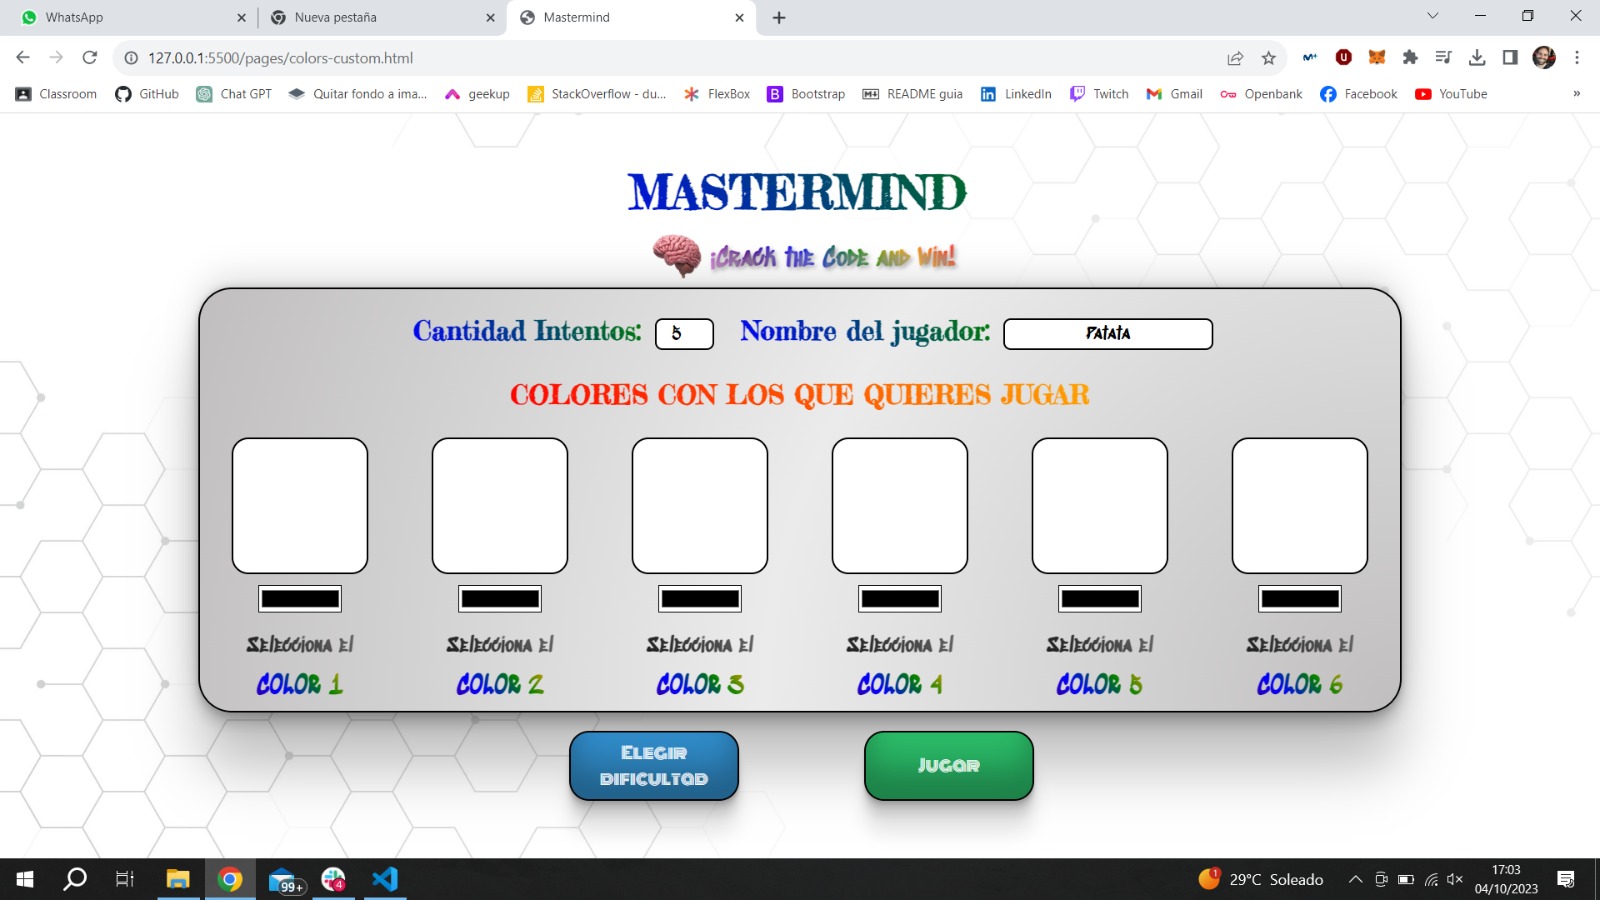 WhatsApp
Nueva pestaña
Mastermind
127.0.0.1:5500/pages/colors-custom.html
Classroom
GitHub
Chat GPT
Quitar fondo a ima...
geekup
StackOverflow - du...
FlexBox
Bootstrap
README guia
LinkedIn
Twitch
Gmail
Openbank
Facebook
YouTube
»
MASTERMIND
¡Crack the Code and Win!
Cantidad Intentos: 5 Nombre del jugador: Patata
COLORES CON LOS QUE QUIERES JUGAR
Selecciona el
COLOR 1
Selecciona el
COLOR 2
Selecciona el
COLOR 3
Selecciona el
COLOR 4
Selecciona el
COLOR 5
Selecciona el
COLOR 6
Elegir
dificultad
Jugar
99+
4
1
29°C Soleado
17:03
04/10/2023